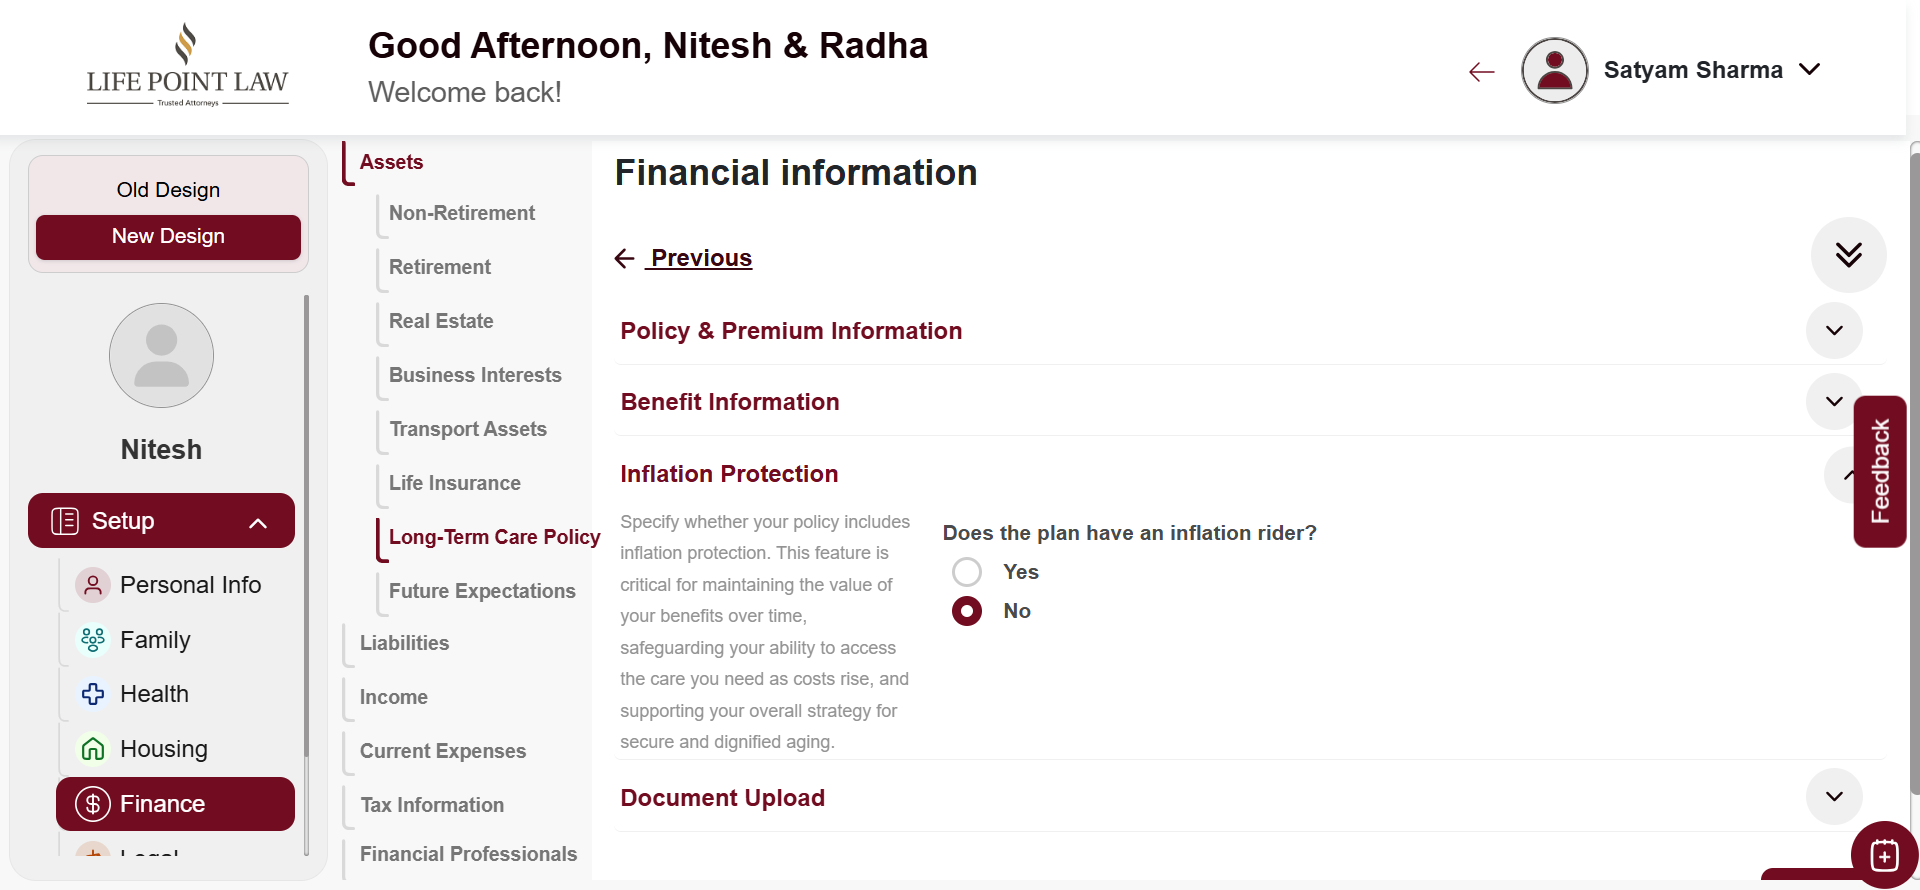 LIFE POINT LAW
Trusted Attorneys
Good Afternoon, Nitesh & Radha
Welcome back!
Satyam Sharma
Old Design
New Design
Nitesh
Setup
Personal Info
Family
Health
Housing
Finance
Legal
Assets
Non-Retirement
Retirement
Real Estate
Business Interests
Transport Assets
Life Insurance
Long-Term Care Policy
Future Expectations
Liabilities
Income
Current Expenses
Tax Information
Financial Professionals
Financial information
Previous
Policy & Premium Information
Benefit Information
Inflation Protection
Specify whether your policy includes
inflation protection. This feature is
critical for maintaining the value of
your benefits over time,
safeguarding your ability to access
the care you need as costs rise, and
supporting your overall strategy for
secure and dignified aging.
Does the plan have an inflation rider?
Yes
No
Document Upload
Feedback